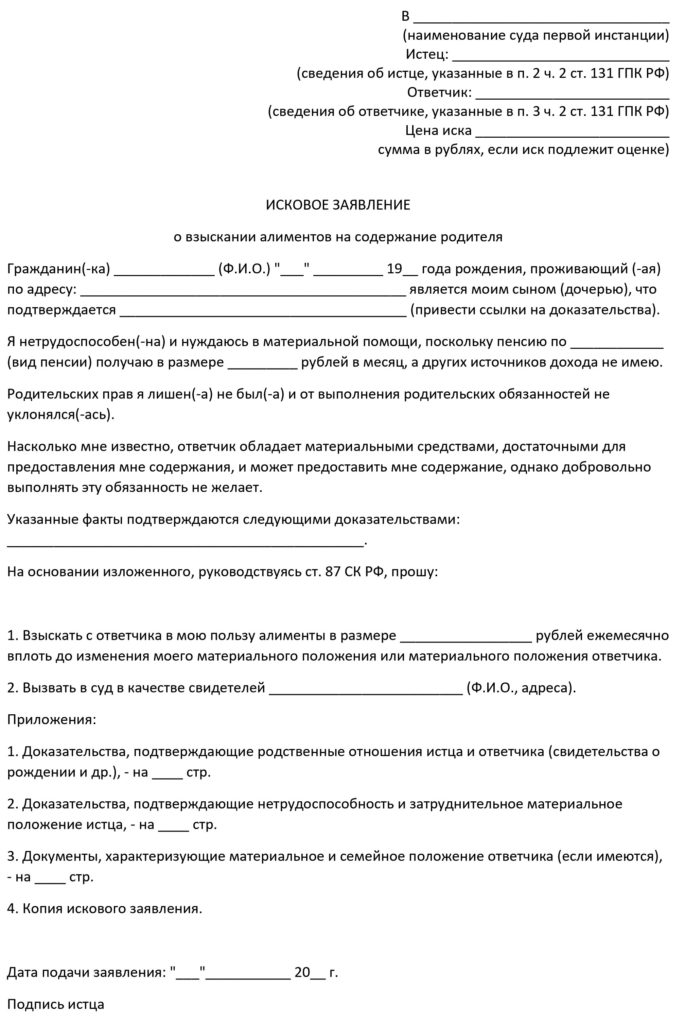 В _________________________________
(наименование суда первой инстанции)
Истец: ____________________________
(сведения об истце, указанные в п. 2 ч. 2 ст. 131 ГПК РФ)
Ответчик: _________________________
(сведения об ответчике, указанные в п. 3 ч. 2 ст. 131 ГПК РФ)
Цена иска _________________________
сумма в рублях, если иск подлежит оценке)
ИСКОВОЕ ЗАЯВЛЕНИЕ
о взыскании алиментов на содержание родителя
Гражданин(-ка) _____________ (Ф.И.О.) "___" _________ 19__ года рождения, проживающий (-ая)
по адресу: __________________________________________ является моим сыном (дочерью), что
подтверждается _____________________________________ (привести ссылки на доказательства).
Я нетрудоспособен(-на) и нуждаюсь в материальной помощи, поскольку пенсию по ____________
(вид пенсии) получаю в размере _________ рублей в месяц, а других источников дохода не имею.
Родительских прав я лишен(-а) не был(-а) и от выполнения родительских обязанностей не
уклонялся(-ась).
Насколько мне известно, ответчик обладает материальными средствами, достаточными для
предоставления мне содержания, и может предоставить мне содержание, однако добровольно
выполнять эту обязанность не желает.
Указанные факты подтверждаются следующими доказательствами:
______________________________________________.
На основании изложенного, руководствуясь ст. 87 СК РФ, прошу:
1. Взыскать с ответчика в мою пользу алименты в размере _________________ рублей ежемесячно
вплоть до изменения моего материального положения или материального положения ответчика.
2. Вызвать в суд в качестве свидетелей _________________________ (Ф.И.О., адреса).
Приложения:
1. Доказательства, подтверждающие родственные отношения истца и ответчика (свидетельства о
рождении и др.), - на ____ стр.
2. Доказательства, подтверждающие нетрудоспособность и затруднительное материальное
положение истца, - на ____ стр.
3. Документы, характеризующие материальное и семейное положение ответчика (если имеются),
- на ____ стр.
4. Копия искового заявления.
Дата подачи заявления: "___"___________ 20__ г.
Подпись истца